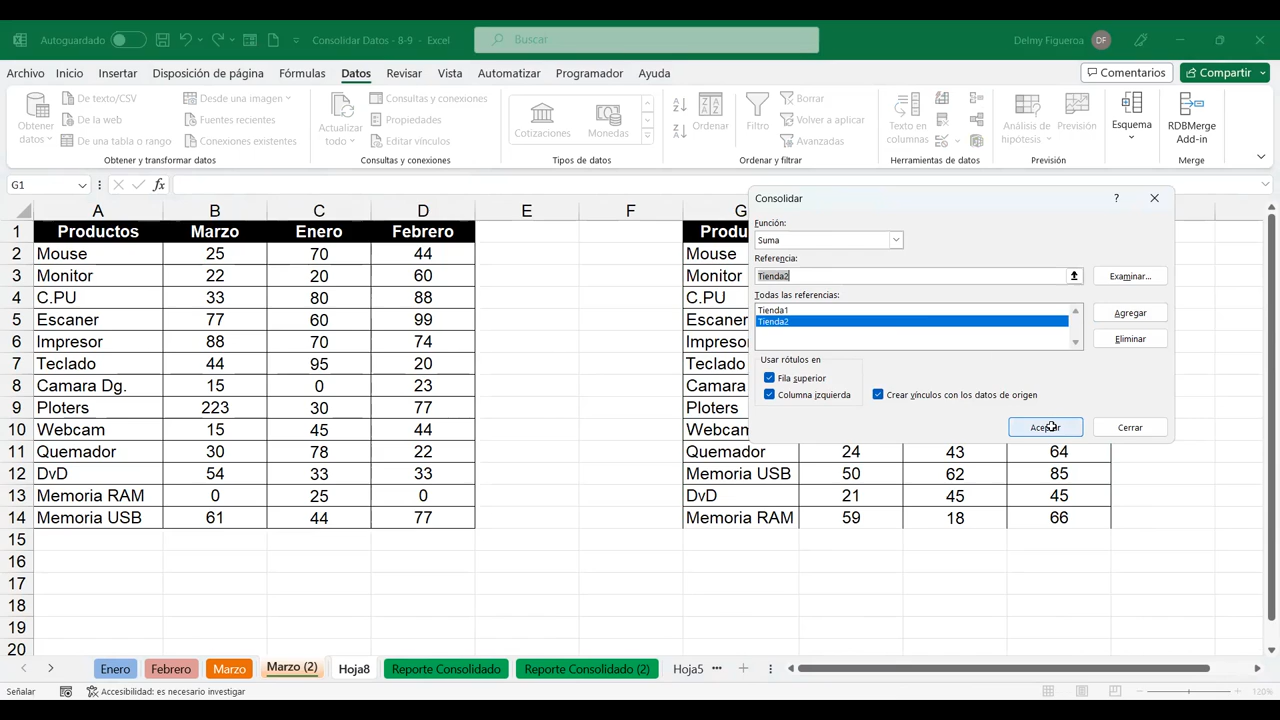 Autoguardado
Consolidar Datos - 8-9 - Excel
Buscar
Delmy Figueroa
DF
Archivo Inicio Insertar Disposición de página Fórmulas Datos Revisar Vista Automatizar Programador Ayuda
Comentarios
Compartir
Obtener datos
De texto/CSV
De la web
De una tabla o rango
Desde una imagen
Fuentes recientes
Conexiones existentes
Obtener y transformar datos
Actualizar todo
Consultas y conexiones
Propiedades
Editar vínculos
Consultas y conexiones
Cotizaciones
Monedas
Tipos de datos
Ordenar
Filtro
Borrar
Volver a aplicar
Avanzadas
Ordenar y filtrar
Texto en columnas
Herramientas de datos
Análisis de hipótesis
Previsión
Previsión
Esquema
RDBMerge Add-in
Merge
G1
fx
A B C D E F G
1 Productos Marzo Enero Febrero
2 Mouse 25 70 44 Mouse
3 Monitor 22 20 60 Monitor
4 C.PU 33 80 88 C.PU
5 Escaner 77 60 99
6 Impresor 88 70 74
7 Teclado 44 95 20 Teclado
8 Camara Dg. 15 0 23 Camara
9 Ploters 223 30 77 Ploters
10 Webcam 15 45 44
11 Quemador 30 78 22 Quemador 24 43 64
12 DvD 54 33 33 Memoria USB 50 62 85
13 Memoria RAM 0 25 0 DvD 21 45 45
14 Memoria USB 61 44 77 Memoria RAM 59 18 66
15
16
17
18
19
20
Consolidar
?
Función:
Suma
Referencia:
Tienda2
Examinar...
Todas las referencias:
Tienda1
Tienda2
Agregar
Eliminar
Usar rótulos en
Fila superior
Columna izquierda
Crear vínculos con los datos de origen
Aceptar
Cerrar
Enero Febrero Marzo Marzo (2) Hoja8 Reporte Consolidado Reporte Consolidado (2) Hoja5
Señalar
Accesibilidad: es necesario investigar
120%